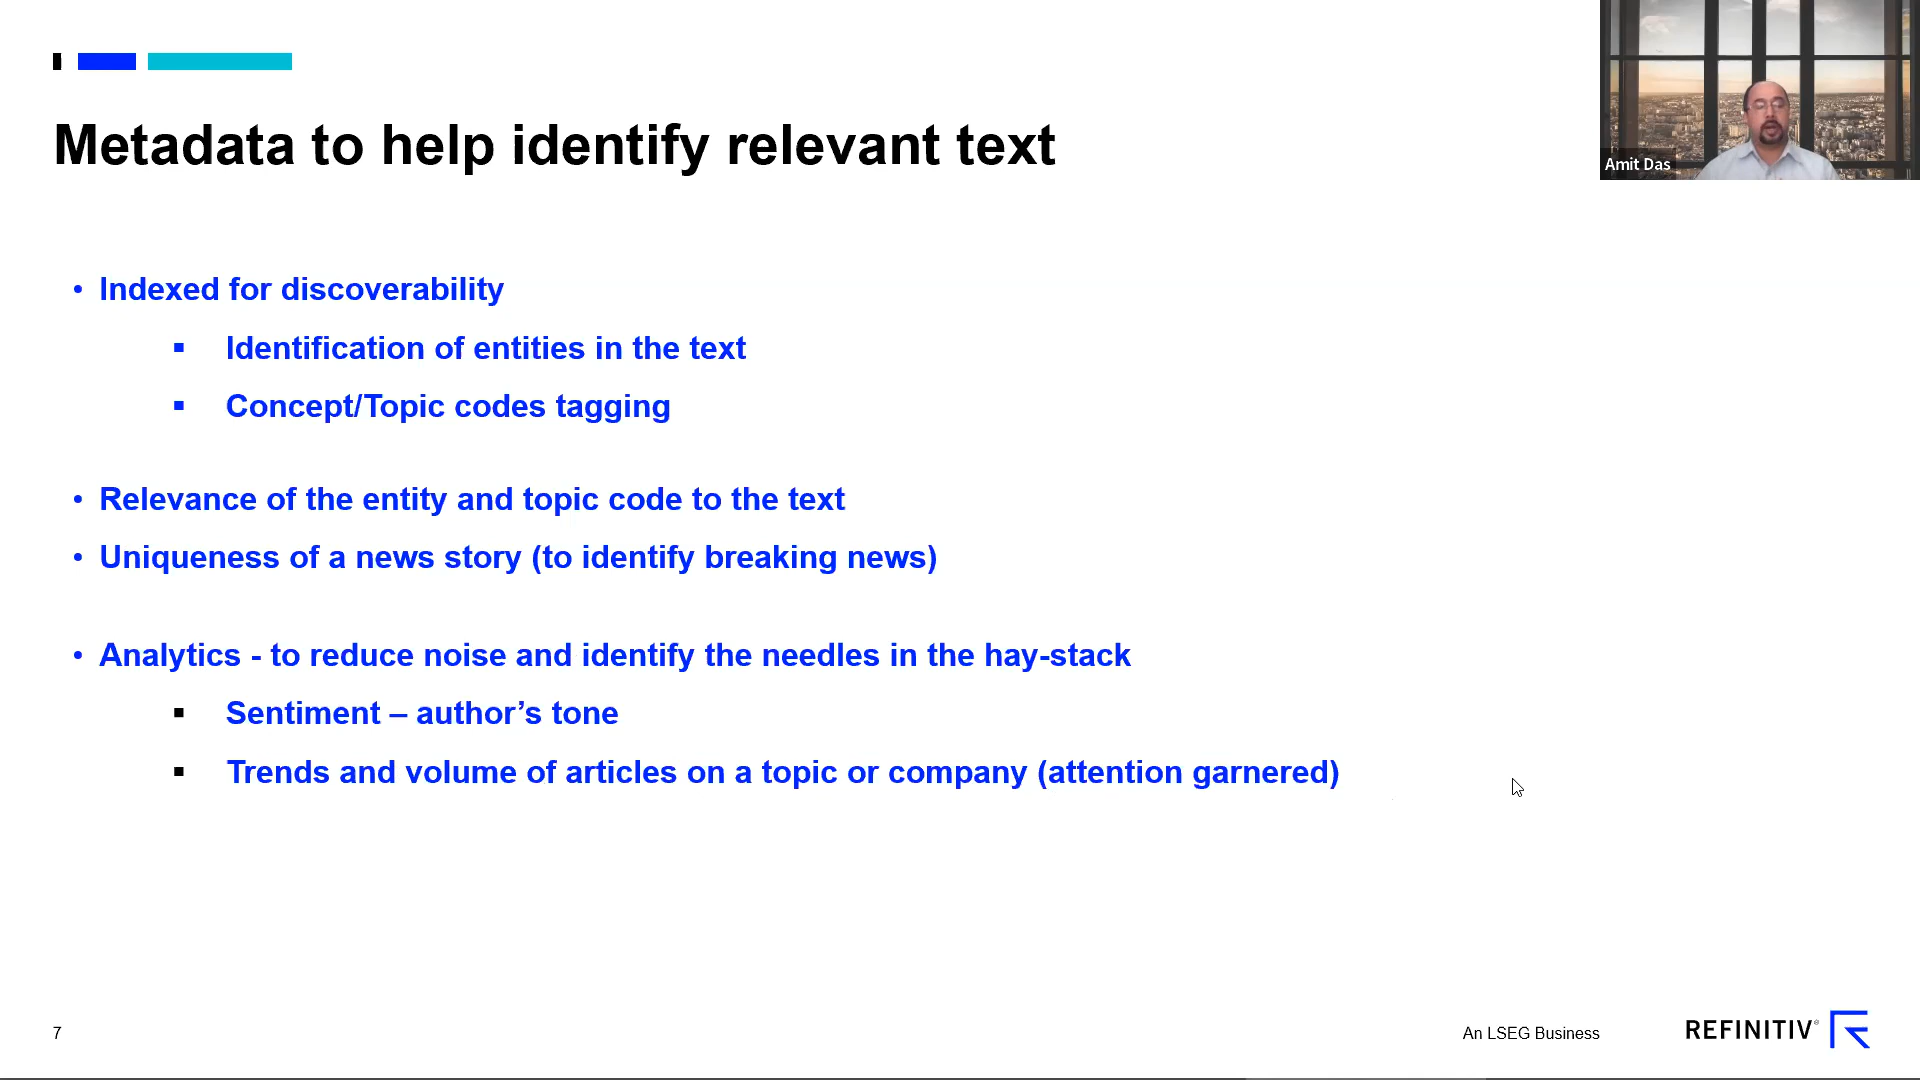 Metadata to help identify relevant text
Amit Das
• Indexed for discoverability
▪ Identification of entities in the text
▪ Concept/Topic codes tagging
• Relevance of the entity and topic code to the text
• Uniqueness of a news story (to identify breaking news)
• Analytics - to reduce noise and identify the needles in the hay-stack
▪ Sentiment – author’s tone
▪ Trends and volume of articles on a topic or company (attention garnered)
7
An LSEG Business
REFINITIV®